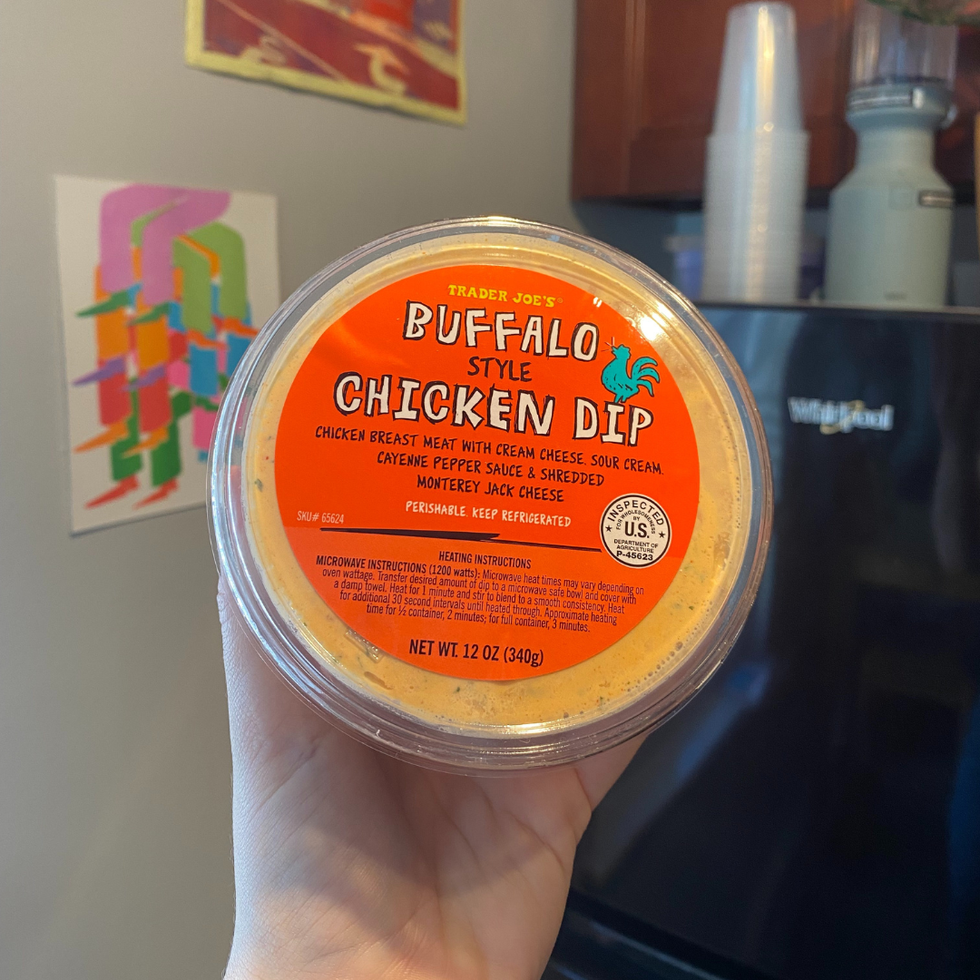 TRADER JOE'S
BUFFALO
STYLE
CHICKEN DIP
CHICKEN BREAST MEAT WITH CREAM CHEESE, SOUR CREAM,
CAYENNE PEPPER SAUCE & SHREDDED
MONTEREY JACK CHEESE
PERISHABLE. KEEP REFRIGERATED
SKU# 65624
INSPECTED
FOR WHOLESOMENESS
BY
U.S.
DEPARTMENT OF
AGRICULTURE
P-45623
HEATING INSTRUCTIONS
MICROWAVE INSTRUCTIONS (1200 watts): Microwave heat times may vary depending on
oven wattage. Transfer desired amount of dip to a microwave safe bowl and cover with
a damp towel. Heat for 1 minute and stir to blend to a smooth consistency. Heat
for additional 30 second intervals until heated through. Approximate heating
time for ½ container, 2 minutes; for full container, 3 minutes.
NET WT. 12 OZ (340g)
Whirlpool